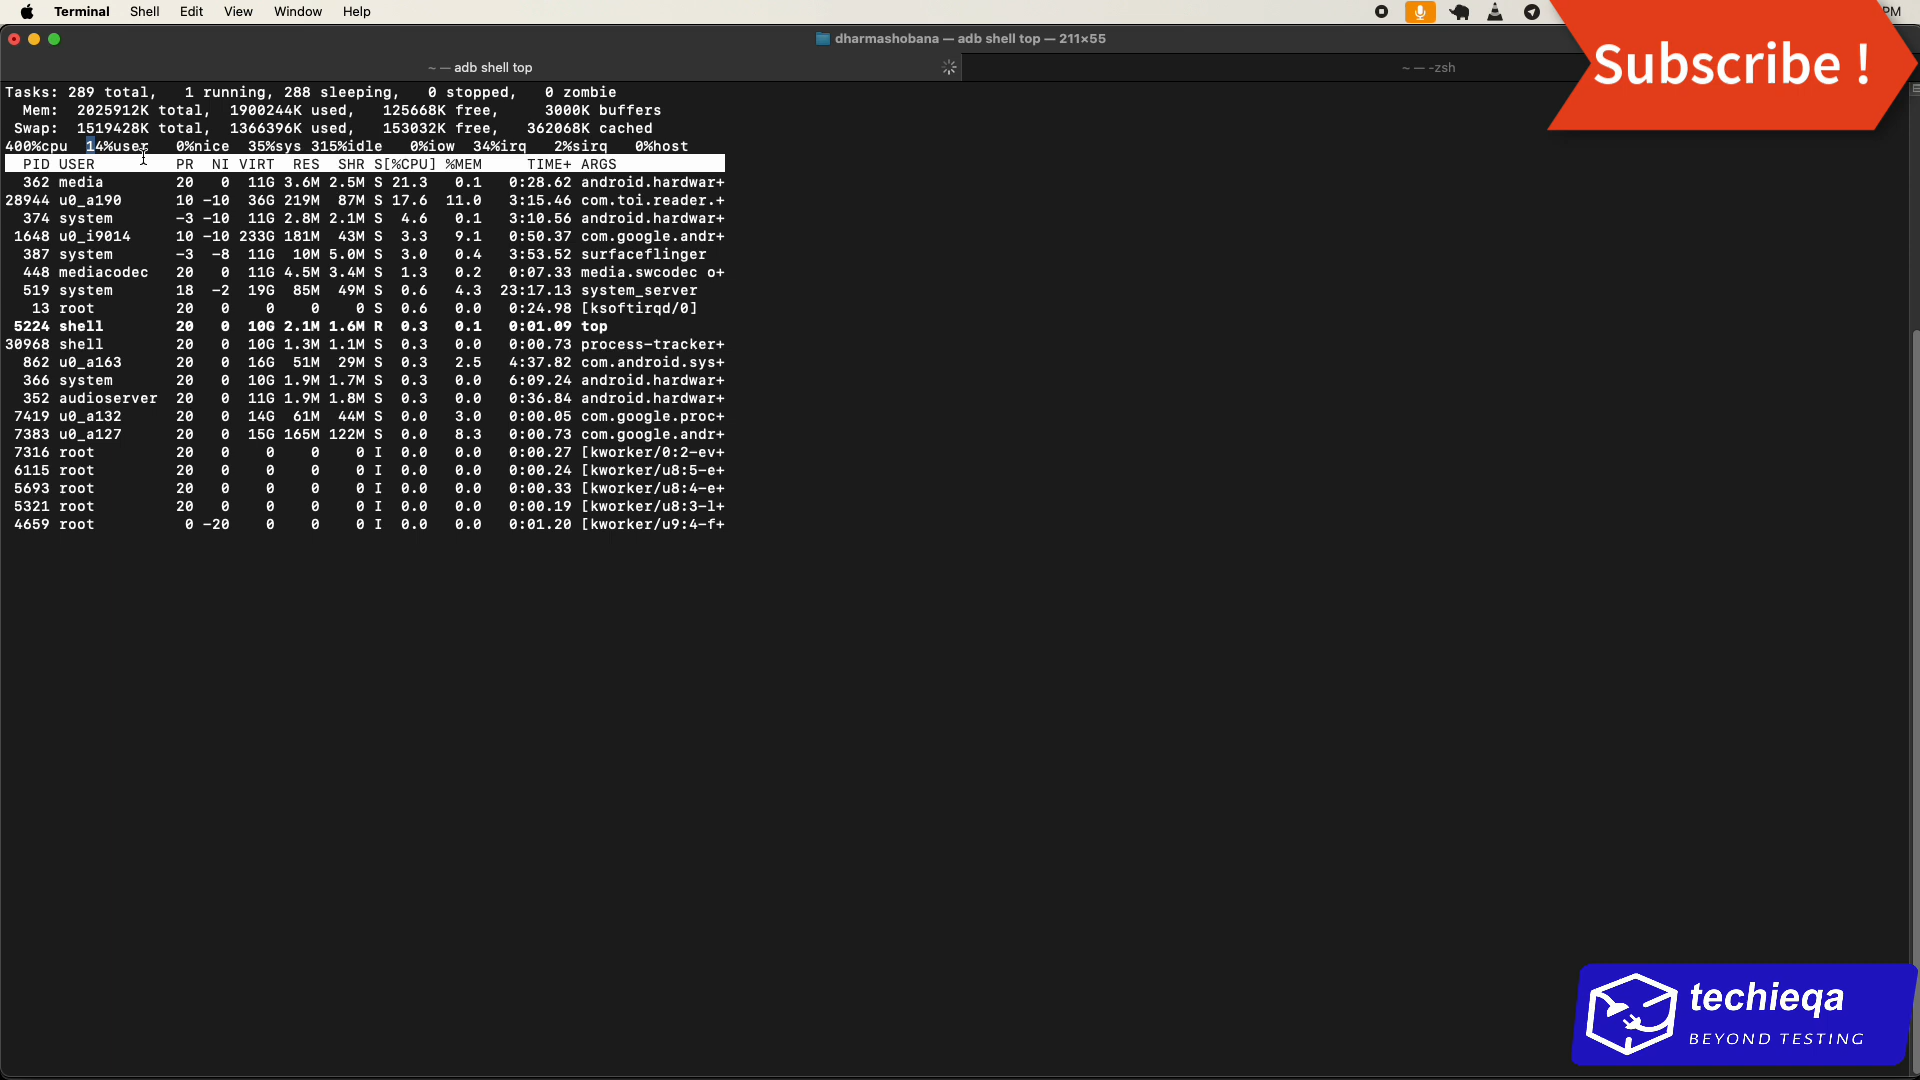 Terminal Shell Edit View Window Help PM
dharmashobana — adb shell top — 211×55
~ — adb shell top ~ — -zsh
Subscribe !
Tasks: 289 total,   1 running, 288 sleeping,   0 stopped,   0 zombie
Mem:  2025912K total,  1900244K used,   125668K free,     3000K buffers
Swap:  1519428K total,  1366396K used,   153032K free,   362068K cached
400%cpu  14%user   0%nice  35%sys 315%idle   0%iow  34%irq   2%sirq   0%host
PID USER         PR  NI VIRT  RES  SHR S[%CPU] %MEM     TIME+ ARGS
362 media        20   0  11G 3.6M 2.5M S 21.3   0.1   0:28.62 android.hardwar+
28944 u0_a190      10 -10  36G 219M  87M S 17.6  11.0   3:15.46 com.toi.reader.+
374 system       -3 -10  11G 2.8M 2.1M S  4.6   0.1   3:10.56 android.hardwar+
1648 u0_i9014     10 -10 233G 181M  43M S  3.3   9.1   0:50.37 com.google.andr+
387 system       -3  -8  11G  10M 5.0M S  3.0   0.4   3:53.52 surfaceflinger
448 mediacodec   20   0  11G 4.5M 3.4M S  1.3   0.2   0:07.33 media.swcodec o+
519 system       18  -2  19G  85M  49M S  0.6   4.3  23:17.13 system_server
13 root         20   0    0    0    0 S  0.6   0.0   0:24.98 [ksoftirqd/0]
5224 shell        20   0  10G 2.1M 1.6M R  0.3   0.1   0:01.09 top
30968 shell        20   0  10G 1.3M 1.1M S  0.3   0.0   0:00.73 process-tracker+
862 u0_a163      20   0  16G  51M  29M S  0.3   2.5   4:37.82 com.android.sys+
366 system       20   0  10G 1.9M 1.7M S  0.3   0.0   6:09.24 android.hardwar+
352 audioserver  20   0  11G 1.9M 1.8M S  0.3   0.0   0:36.84 android.hardwar+
7419 u0_a132      20   0  14G  61M  44M S  0.0   3.0   0:00.05 com.google.proc+
7383 u0_a127      20   0  15G 165M 122M S  0.0   8.3   0:00.73 com.google.andr+
7316 root         20   0    0    0    0 I  0.0   0.0   0:00.27 [kworker/0:2-ev+
6115 root         20   0    0    0    0 I  0.0   0.0   0:00.24 [kworker/u8:5-e+
5693 root         20   0    0    0    0 I  0.0   0.0   0:00.33 [kworker/u8:4-e+
5321 root         20   0    0    0    0 I  0.0   0.0   0:00.19 [kworker/u8:3-l+
4659 root          0 -20    0    0    0 I  0.0   0.0   0:01.20 [kworker/u9:4-f+
techieqa
BEYOND TESTING